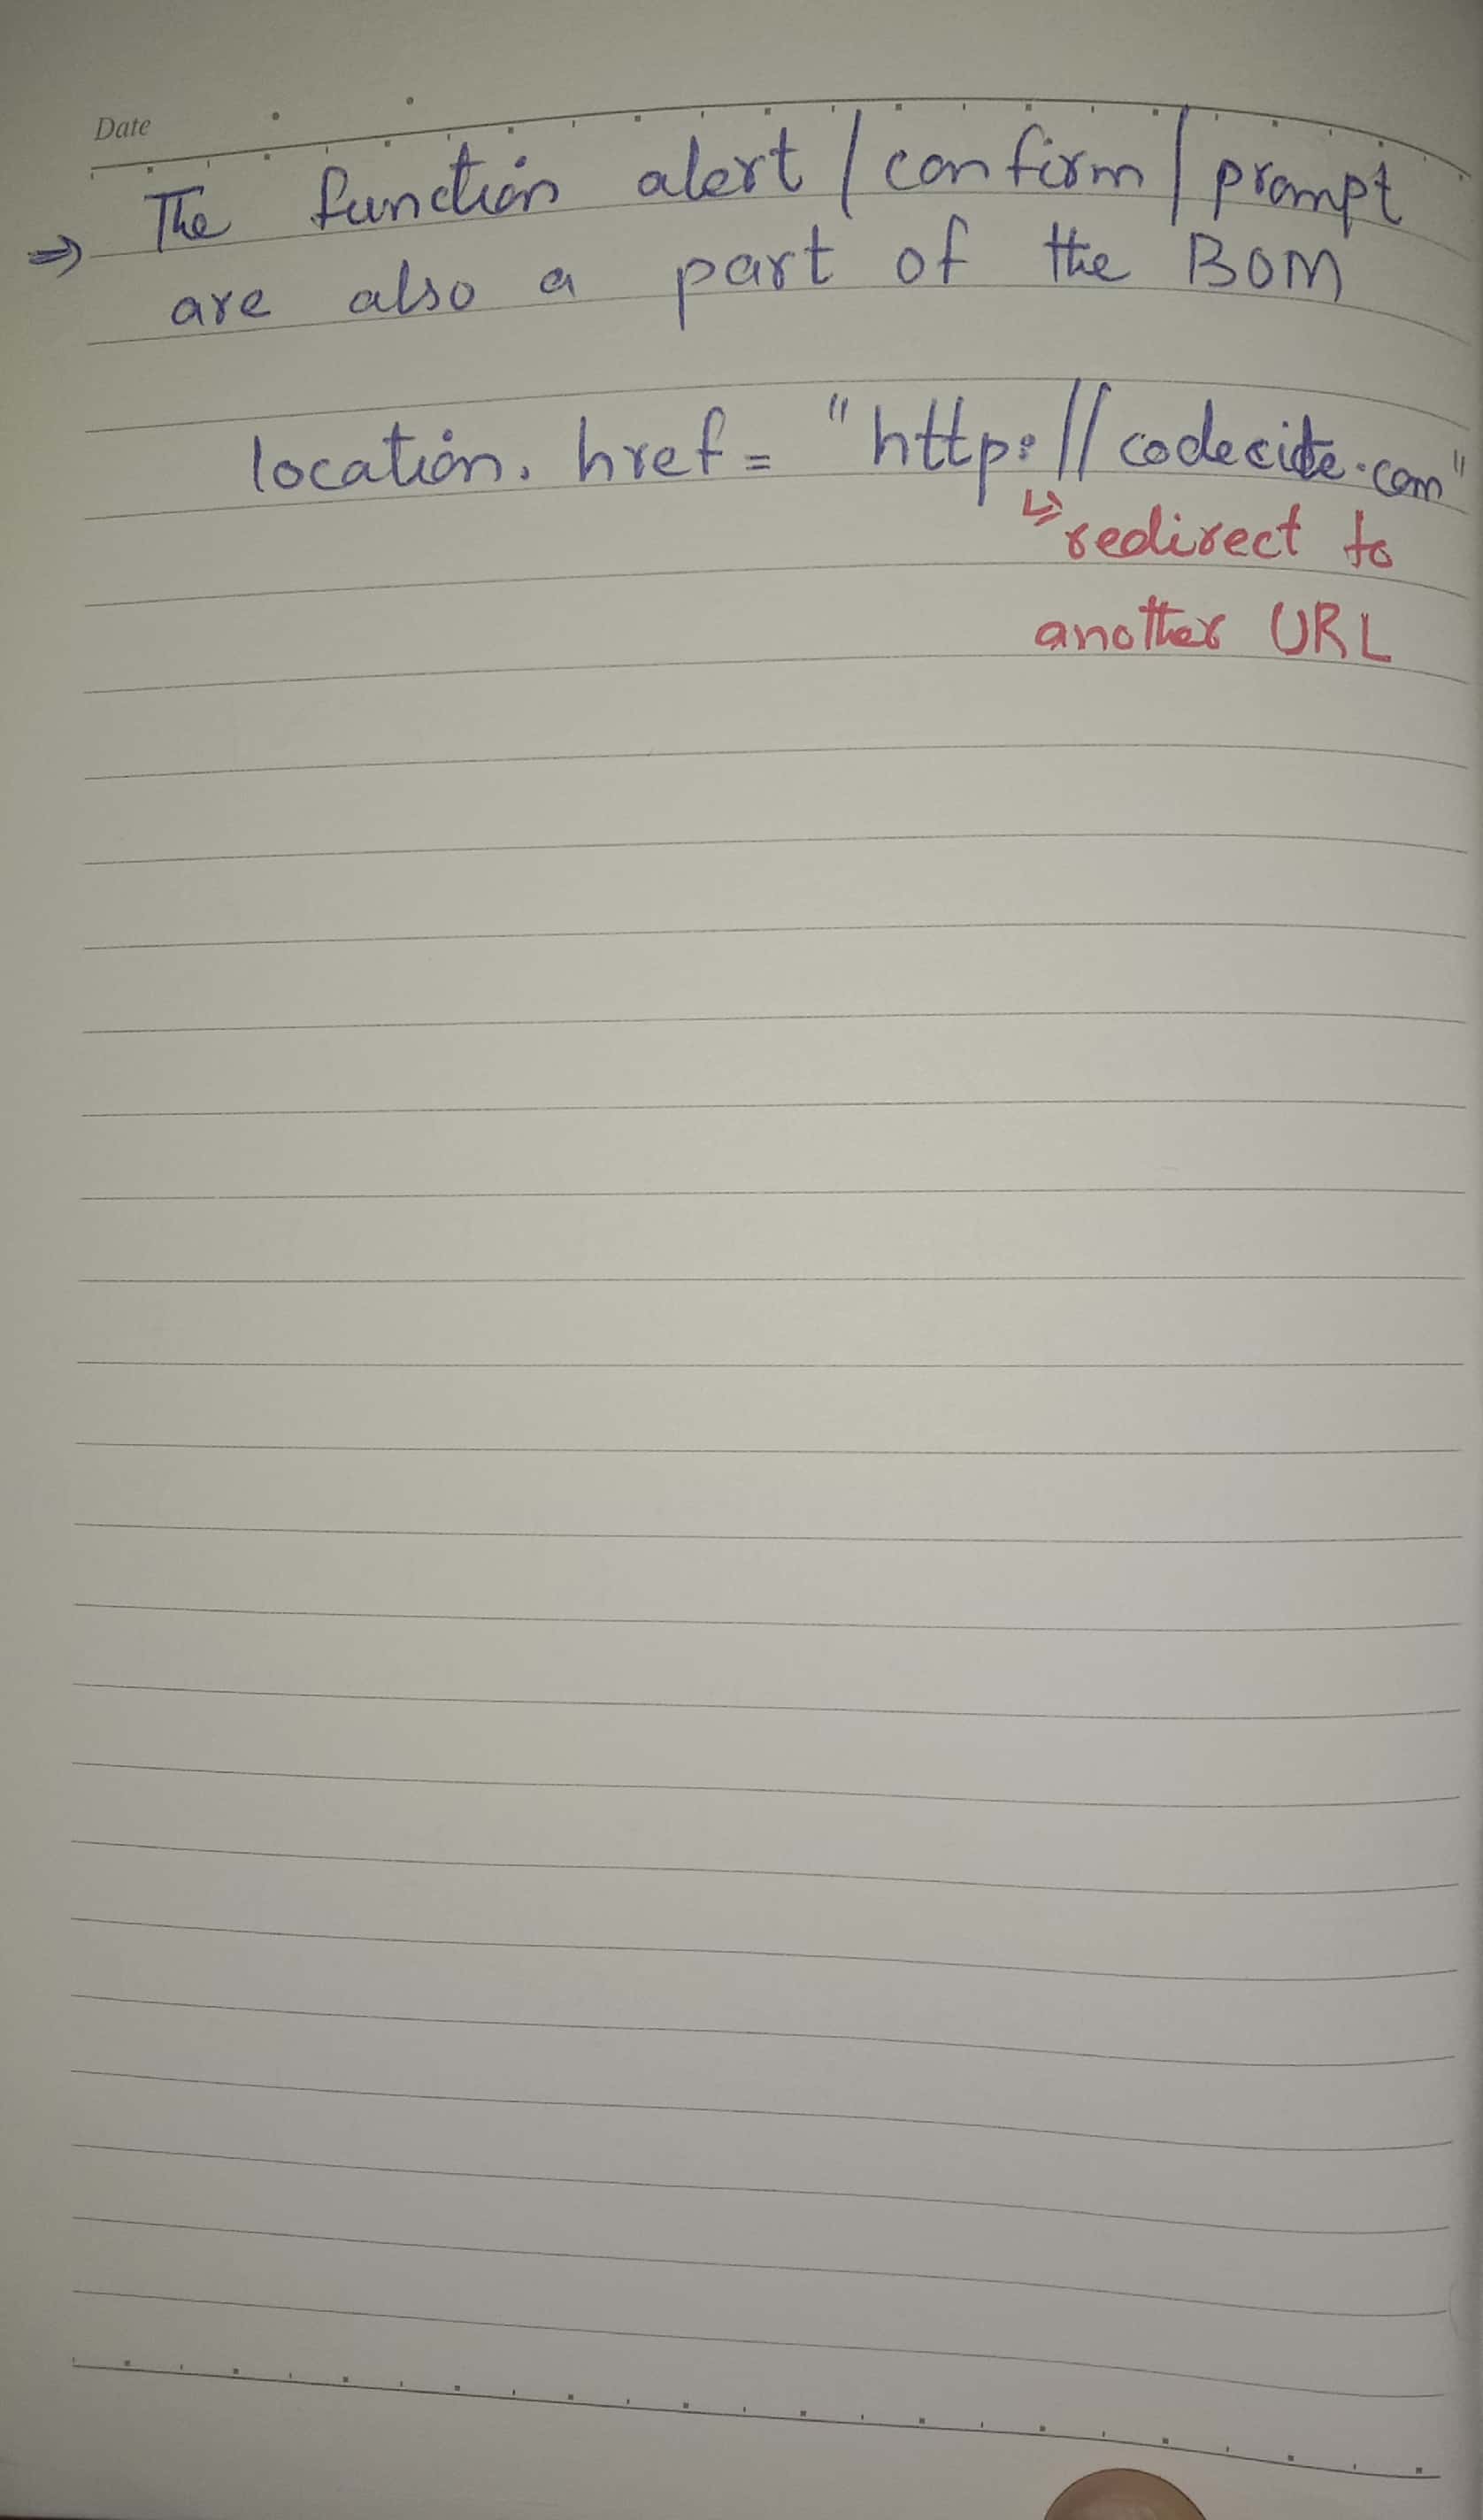 Date
⇒ The function alert / confirm / prompt
are also a part of the BOM
location. href = "http://codecite.com"
↳ redirect to
another URL